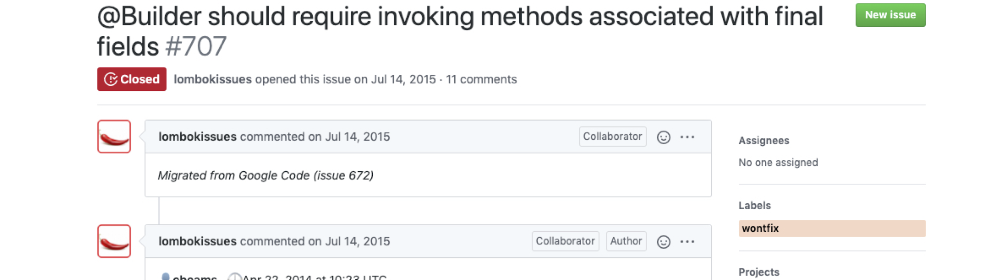 @Builder should require invoking methods associated with final
fields #707
New issue
Closed
lombokissues opened this issue on Jul 14, 2015 · 11 comments
lombokissues commented on Jul 14, 2015
Collaborator
Migrated from Google Code (issue 672)
lombokissues commented on Jul 14, 2015
Collaborator
Author
Apr 22, 2014 at 10:23 UTC
Assignees
No one assigned
Labels
wontfix
Projects